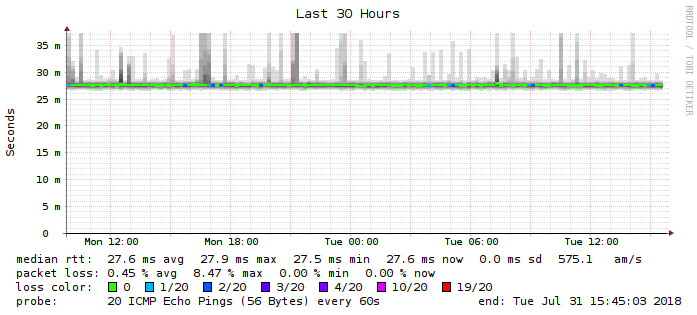 Last 30 Hours
RRDTOOL / TOBI OETIKER
Seconds
35 m
30 m
25 m
20 m
15 m
10 m
5 m
0
Mon 12:00 Mon 18:00 Tue 00:00 Tue 06:00 Tue 12:00
median rtt: 27.6 ms avg 27.9 ms max 27.5 ms min 27.6 ms now 0.0 ms sd 575.1 am/s
packet loss: 0.45 % avg 8.47 % max 0.00 % min 0.00 % now
loss color: 0 1/20 2/20 3/20 4/20 10/20 19/20
probe: 20 ICMP Echo Pings (56 Bytes) every 60s end: Tue Jul 31 15:45:03 2018